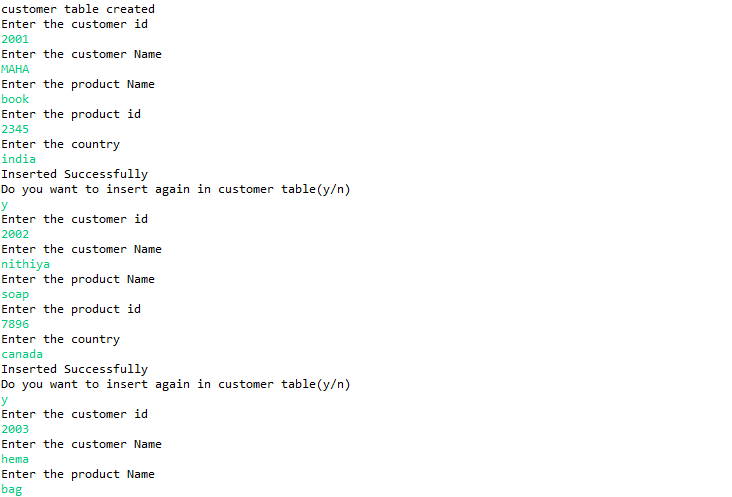 customer table created
Enter the customer id
2001
Enter the customer Name
MAHA
Enter the product Name
book
Enter the product id
2345
Enter the country
india
Inserted Successfully
Do you want to insert again in customer table(y/n)
y
Enter the customer id
2002
Enter the customer Name
nithiya
Enter the product Name
soap
Enter the product id
7896
Enter the country
canada
Inserted Successfully
Do you want to insert again in customer table(y/n)
y
Enter the customer id
2003
Enter the customer Name
hema
Enter the product Name
bag